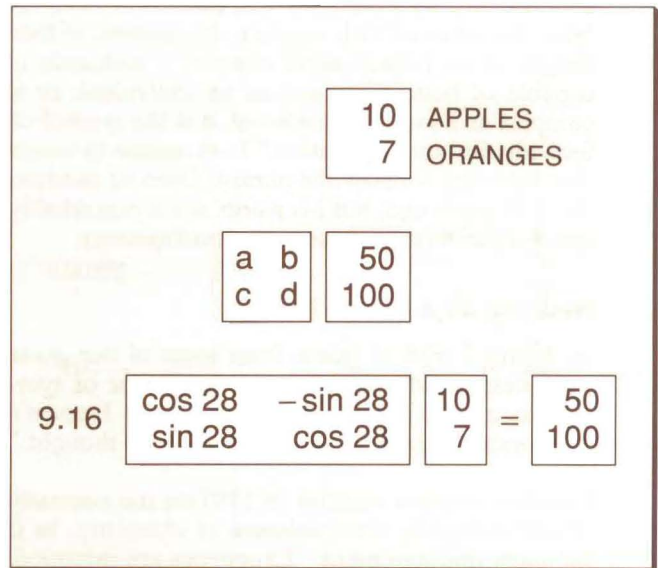 10 APPLES
7 ORANGES
a b 50
c d 100
9.16 cos 28 −sin 28 10 = 50
sin 28 cos 28 7 100